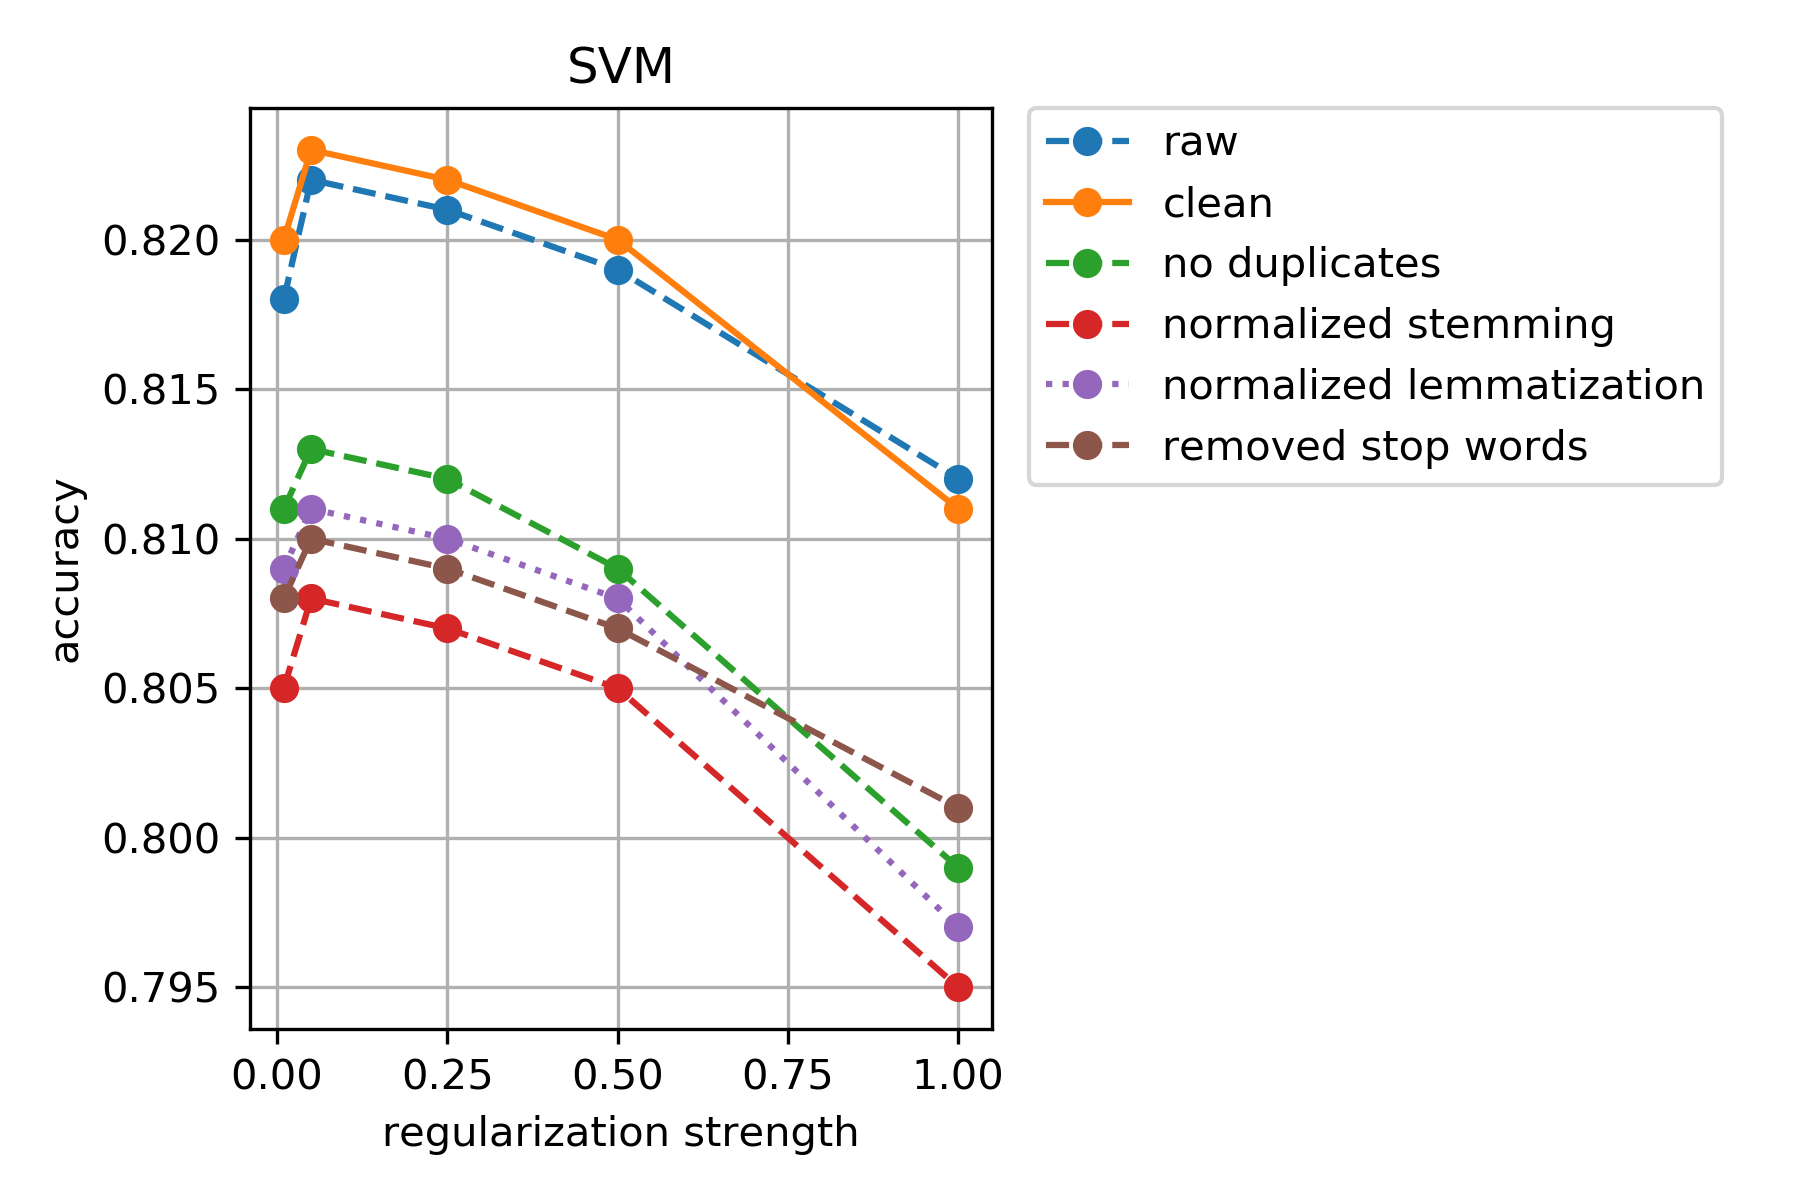 SVM
raw
clean
no duplicates
normalized stemming
normalized lemmatization
removed stop words
accuracy
0.820
0.815
0.810
0.805
0.800
0.795
0.00 0.25 0.50 0.75 1.00
regularization strength